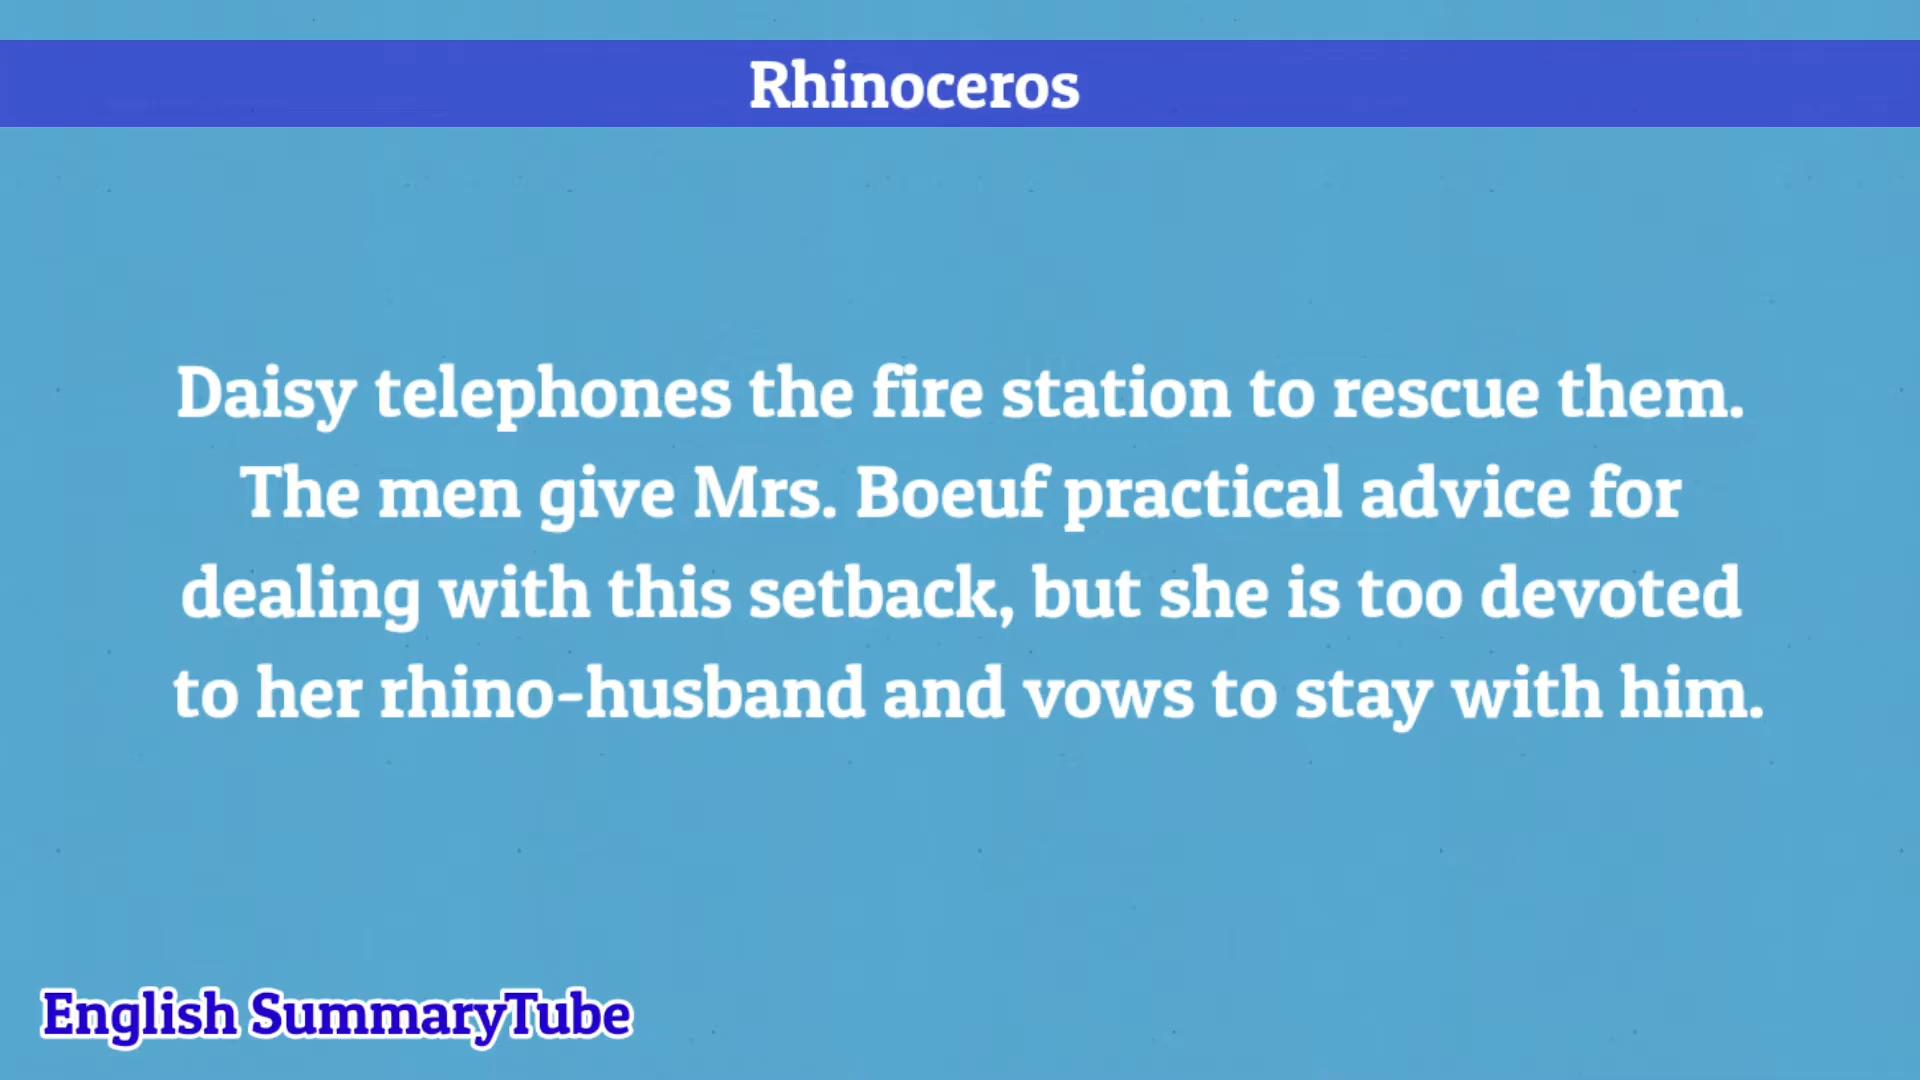 Rhinoceros
Daisy telephones the fire station to rescue them.
The men give Mrs. Boeuf practical advice for
dealing with this setback, but she is too devoted
to her rhino-husband and vows to stay with him.
English SummaryTube